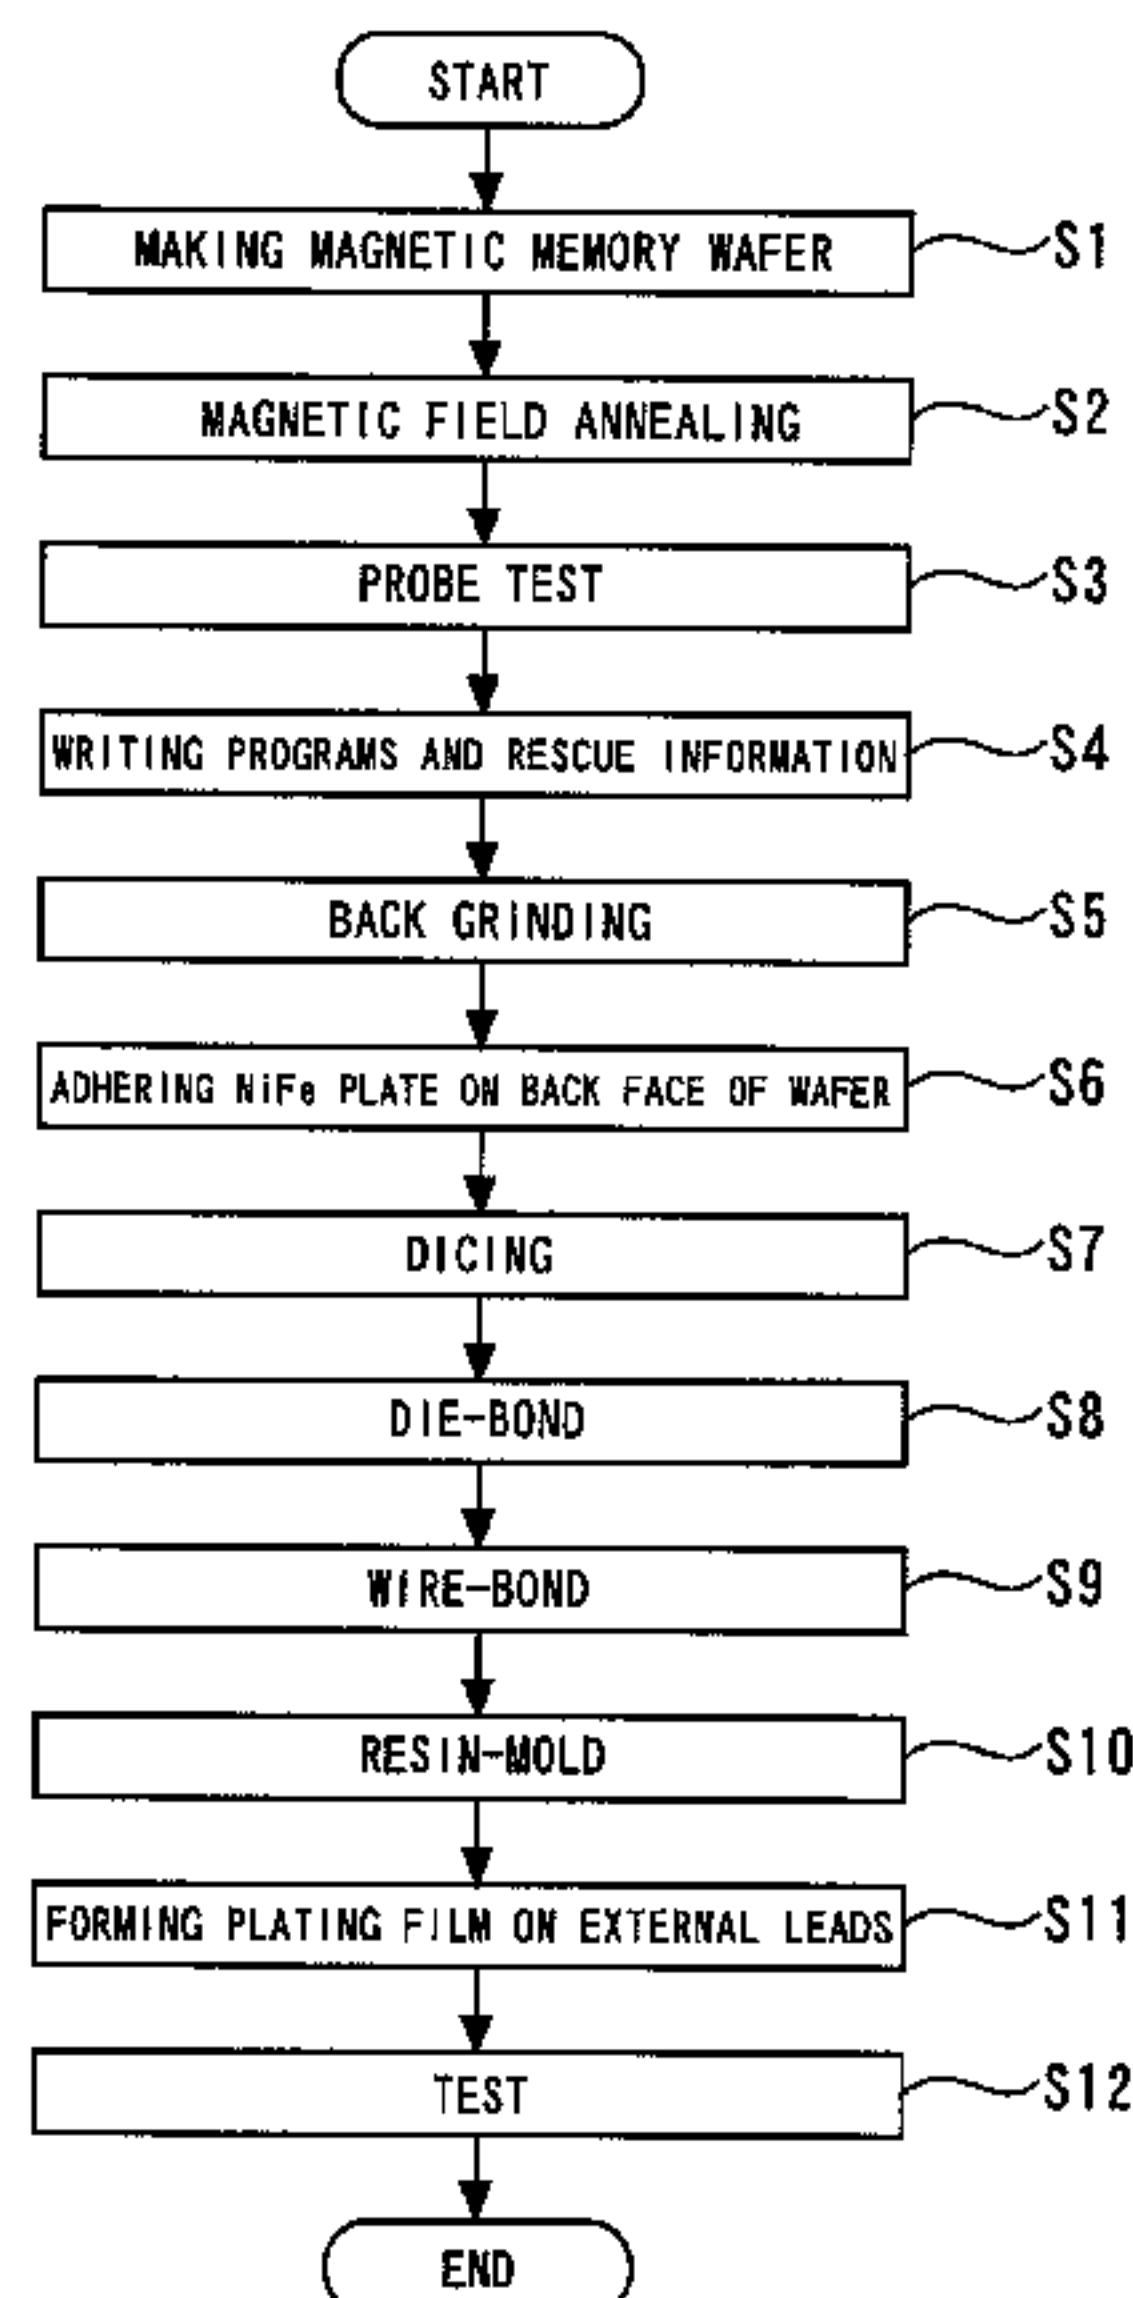 START
MAKING MAGNETIC MEMORY WAFER S1
MAGNETIC FIELD ANNEALING S2
PROBE TEST S3
WRITING PROGRAMS AND RESCUE INFORMATION S4
BACK GRINDING S5
ADHERING NiFe PLATE ON BACK FACE OF WAFER S6
DICING S7
DIE-BOND S8
WIRE-BOND S9
RESIN-MOLD S10
FORMING PLATING FILM ON EXTERNAL LEADS S11
TEST S12
END